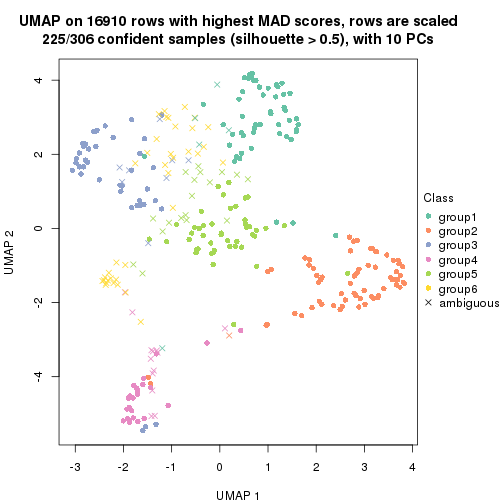 UMAP on 16910 rows with highest MAD scores, rows are scaled
225/306 confident samples (silhouette > 0.5), with 10 PCs
4
2
0
-2
-4
UMAP 2
-3 -2 -1 0 1 2 3 4
UMAP 1
Class
group1
group2
group3
group4
group5
group6
ambiguous